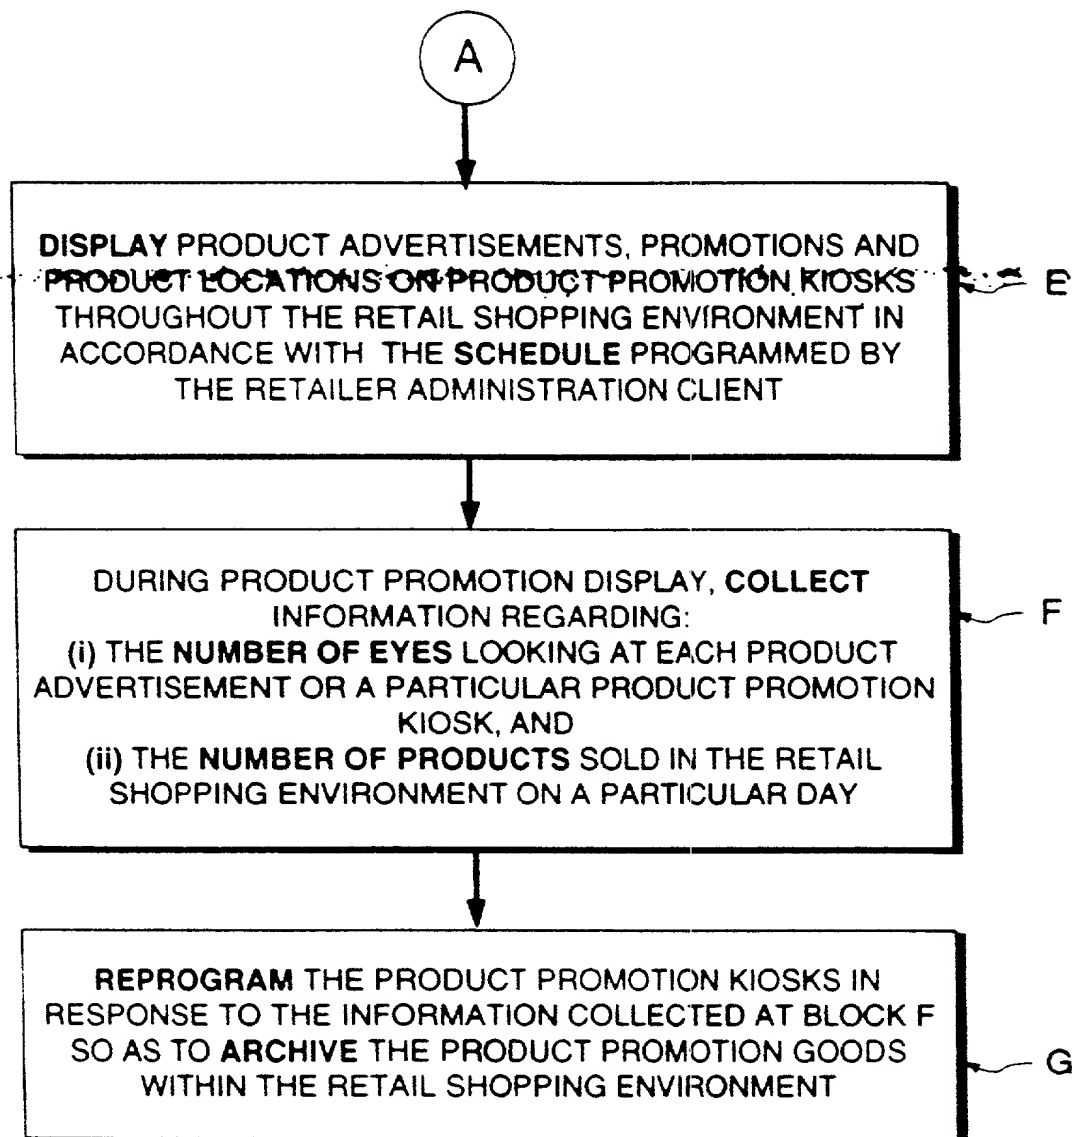 A
DISPLAY PRODUCT ADVERTISEMENTS, PROMOTIONS AND
PRODUCT LOCATIONS ON PRODUCT PROMOTION KIOSKS
THROUGHOUT THE RETAIL SHOPPING ENVIRONMENT IN
ACCORDANCE WITH THE SCHEDULE PROGRAMMED BY
THE RETAILER ADMINISTRATION CLIENT
E
DURING PRODUCT PROMOTION DISPLAY, COLLECT
INFORMATION REGARDING:
(i) THE NUMBER OF EYES LOOKING AT EACH PRODUCT
ADVERTISEMENT OR A PARTICULAR PRODUCT PROMOTION
KIOSK, AND
(ii) THE NUMBER OF PRODUCTS SOLD IN THE RETAIL
SHOPPING ENVIRONMENT ON A PARTICULAR DAY
F
REPROGRAM THE PRODUCT PROMOTION KIOSKS IN
RESPONSE TO THE INFORMATION COLLECTED AT BLOCK F
SO AS TO ARCHIVE THE PRODUCT PROMOTION GOODS
WITHIN THE RETAIL SHOPPING ENVIRONMENT
G